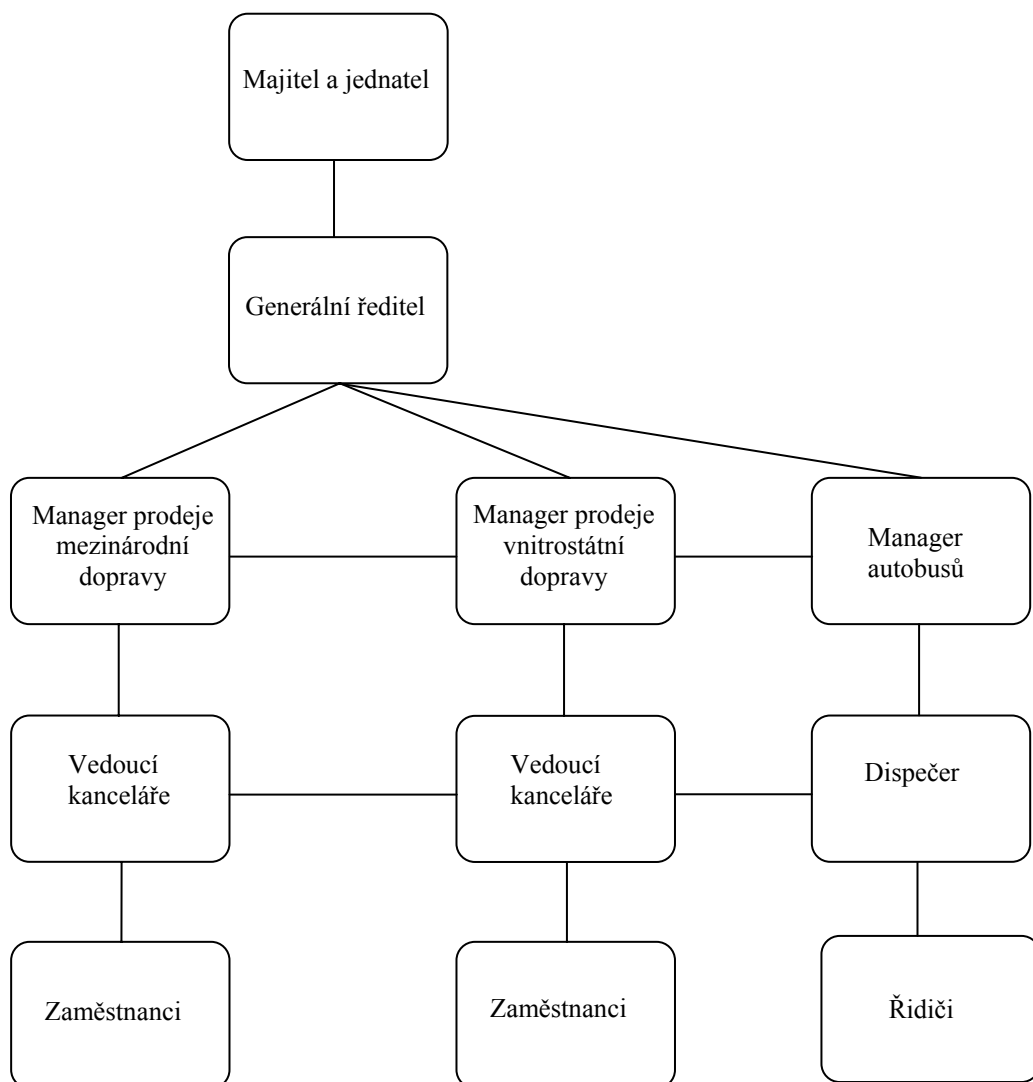 Majitel a jednatel
Generální ředitel
Manager prodeje
mezinárodní
dopravy
Manager prodeje
vnitrostátní
dopravy
Manager
autobusů
Vedoucí
kanceláře
Vedoucí
kanceláře
Dispečer
Zaměstnanci
Zaměstnanci
Řidiči